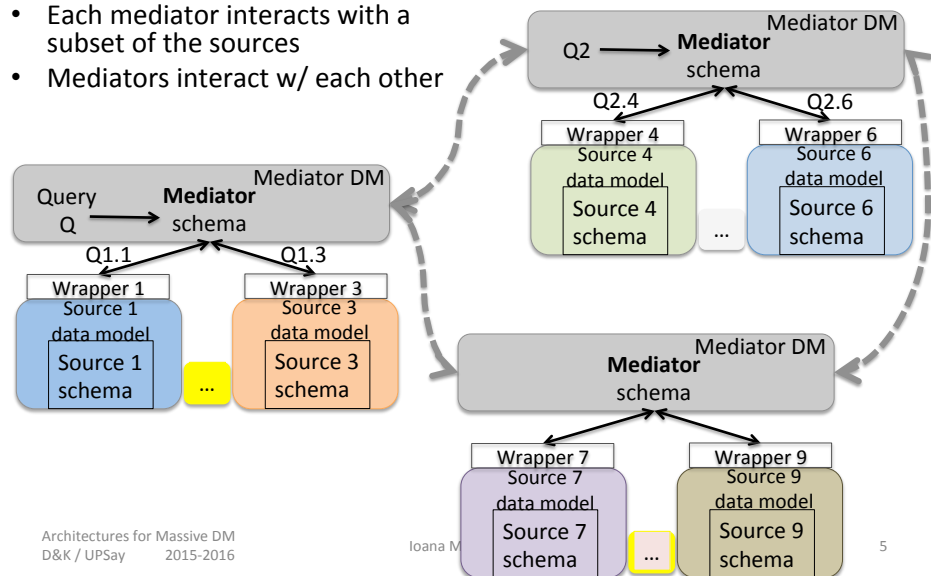 • Each mediator interacts with a
subset of the sources
• Mediators interact w/ each other
Mediator DM
Q2
Mediator
schema
Q2.4
Q2.6
Wrapper 4
Source 4
data model
Source 4
schema
...
Wrapper 6
Source 6
data model
Source 6
schema
Mediator DM
Query
Q
Mediator
schema
Q1.1
Q1.3
Wrapper 1
Source 1
data model
Source 1
schema
...
Wrapper 3
Source 3
data model
Source 3
schema
Mediator DM
Mediator
schema
Wrapper 7
Source 7
data model
Source 7
schema
...
Wrapper 9
Source 9
data model
Source 9
schema
Architectures for Massive DM
D&K / UPSay 2015-2016
Ioana M
5